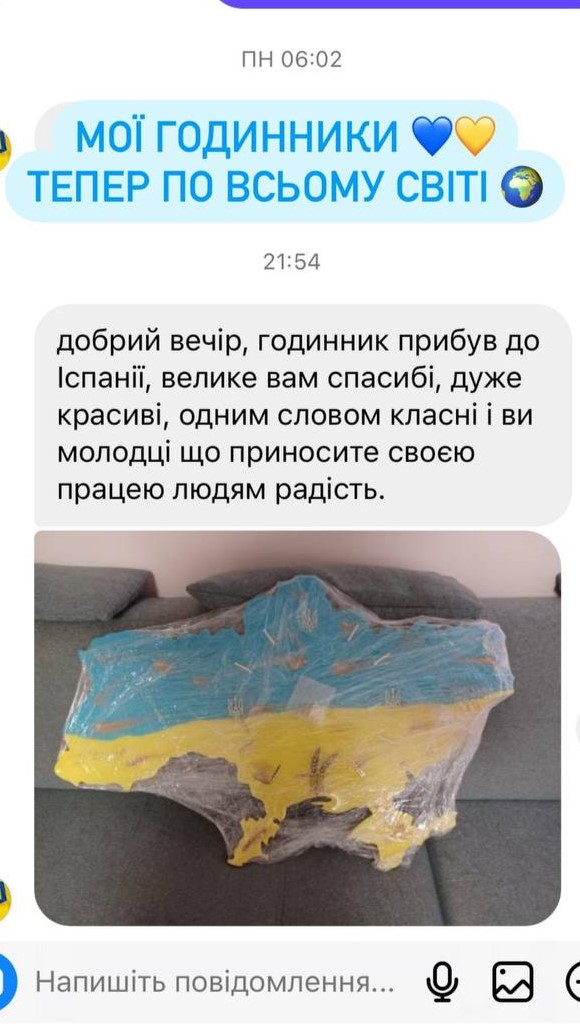 ПН 06:02
МОЇ ГОДИННИКИ 💙💛
ТЕПЕР ПО ВСЬОМУ СВІТІ 🌍
21:54
добрий вечір, годинник прибув до
Іспанії, велике вам спасибі, дуже
красиві, одним словом класні і ви
молодці що приносите своєю
працею людям радість.
Напишіть повідомлення...